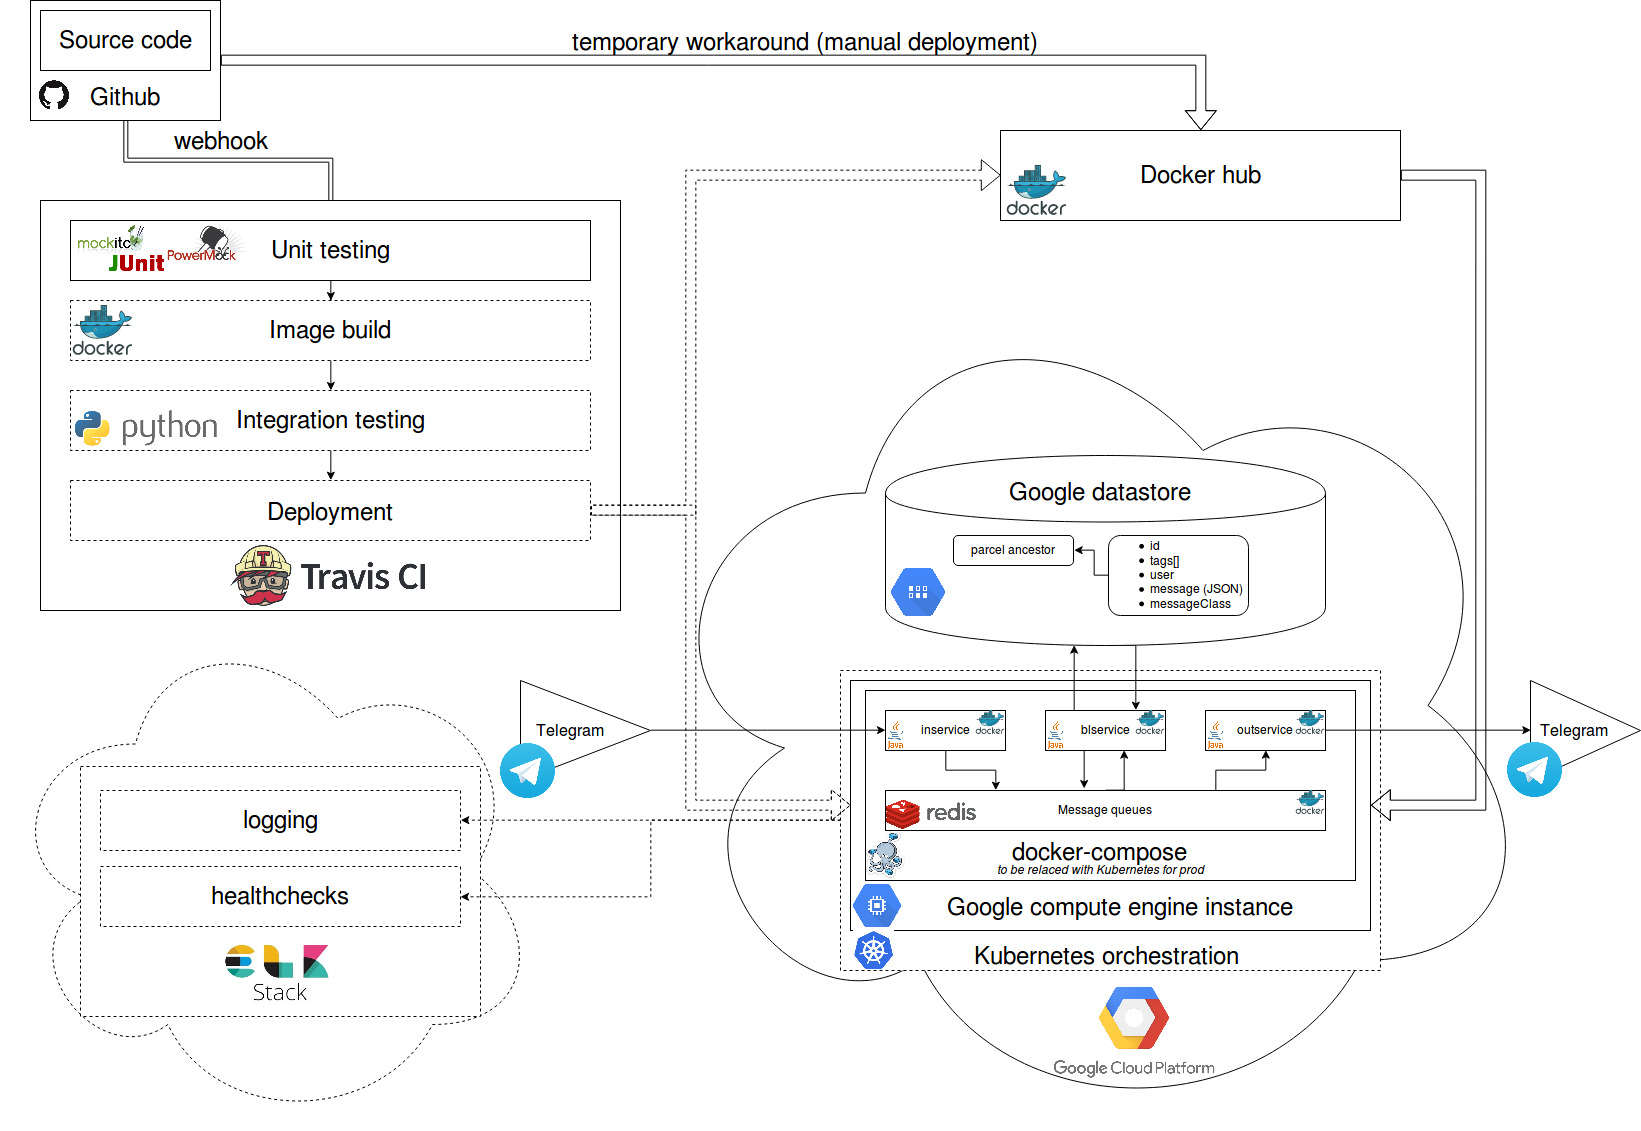 Source code
Github
temporary workaround (manual deployment)
webhook
Docker hub
docker
mockito
JUnit
PowerMock
Unit testing
docker
Image build
python
Integration testing
Deployment
Travis CI
Google datastore
parcel ancestor
id
tags[]
user
message (JSON)
messageClass
Telegram
Java
inservice
docker
Java
blservice
docker
Java
outservice
docker
Telegram
redis
Message queues
docker
docker-compose
to be relaced with Kubernetes for prod
Google compute engine instance
Kubernetes orchestration
Google Cloud Platform
logging
healthchecks
ELK
Stack